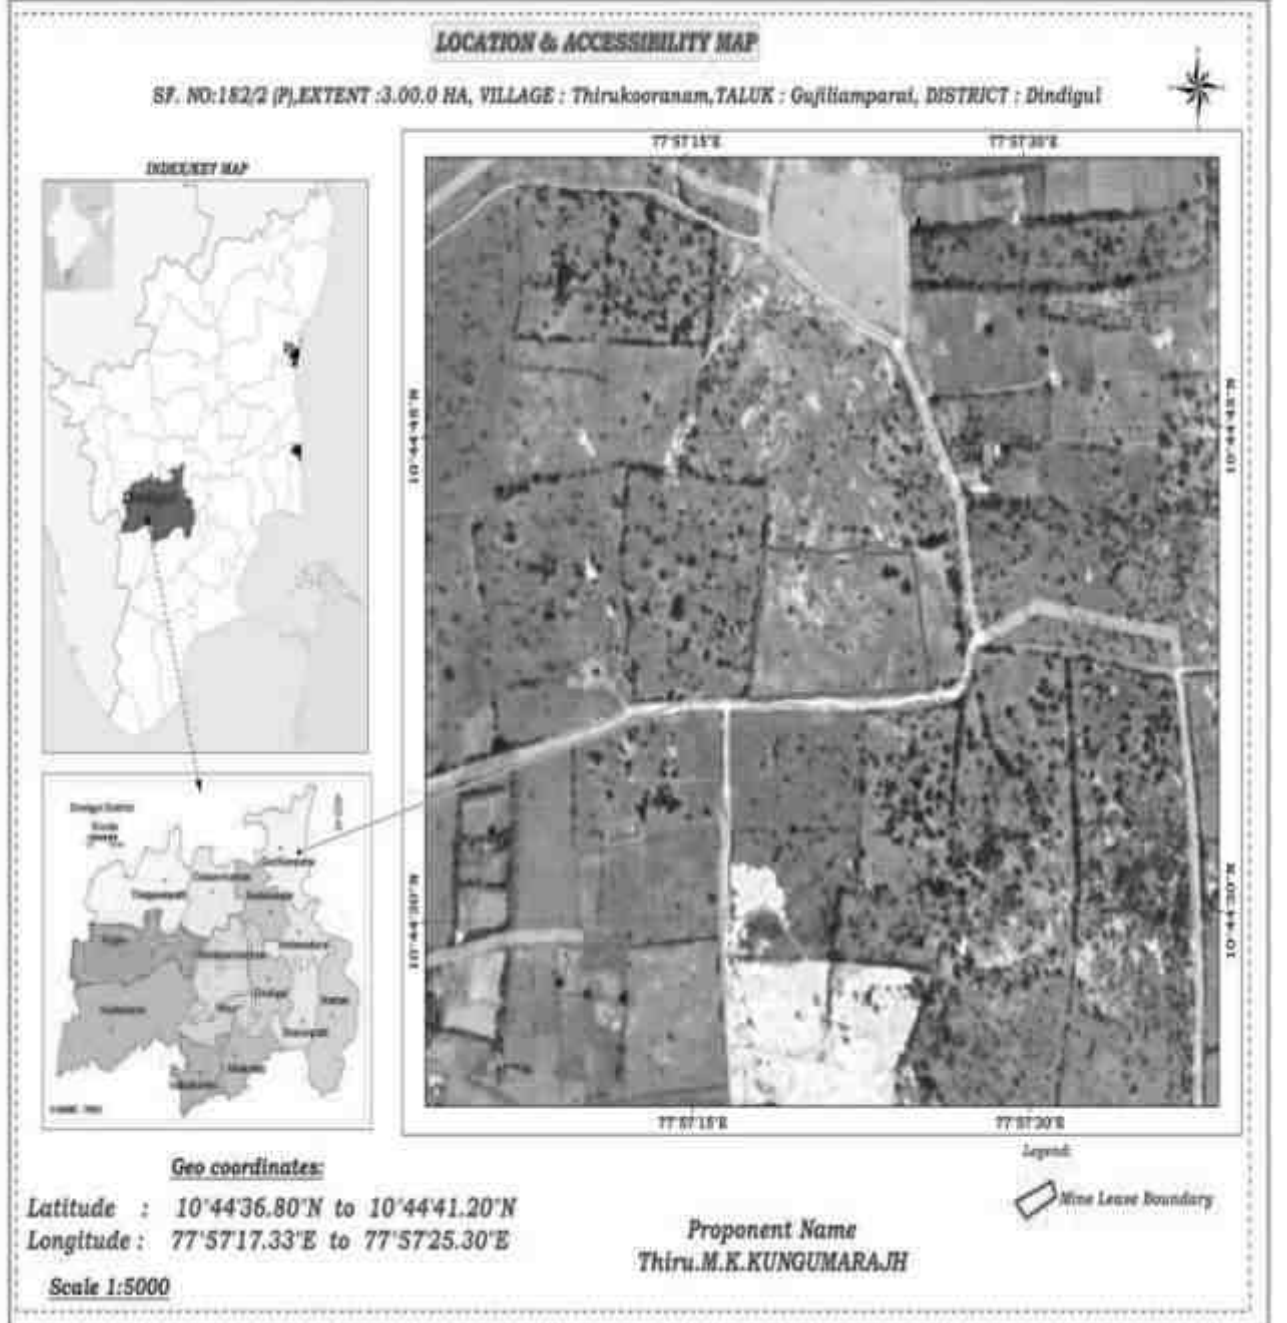 LOCATION & ACCESSIBILITY MAP
SF. NO:182/2 (P),EXTENT :3.00.0 HA, VILLAGE : Thirukooranam,TALUK : Gujiliamparai, DISTRICT : Dindigul
INDEX/KEY MAP
77°57'15"E 77°57'30"E
10°44'45"N 10°44'45"N
10°44'30"N 10°44'30"N
77°57'15"E 77°57'30"E
Dindigul
Natham
Geo coordinates:
Latitude : 10°44'36.80"N to 10°44'41.20"N
Longitude : 77°57'17.33"E to 77°57'25.30"E
Scale 1:5000
Proponent Name
Thiru.M.K.KUNGUMARAJH
Legend:
Mine Lease Boundary